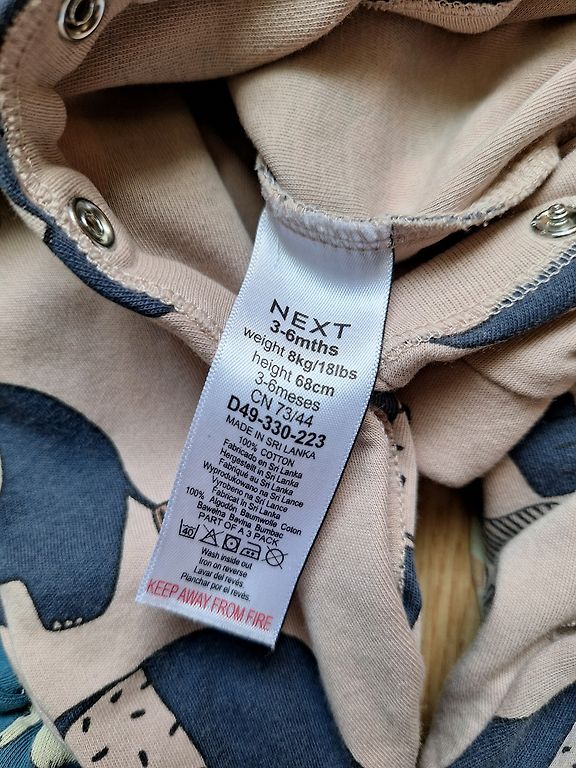 NEXT
3-6mths
weight 8kg/18lbs
height 68cm
3-6meses
CN 73/44
D49-330-223
MADE IN SRI LANKA
100% COTTON
Fabricado en Sri Lanka
Hergestellt in Sri Lanka
Fabriqué au Sri Lanka
Wyprodukowano na Sri Lance
Vyrobeno na Sri Lance
Fabricat in Sri Lanka
100% Algodón Baumwolle Coton
Bawełna Bavlna Bumbac
PART OF A 3 PACK
40
Wash inside out
Iron on reverse
Lavar del revés.
Planchar por el revés.
KEEP AWAY FROM FIRE